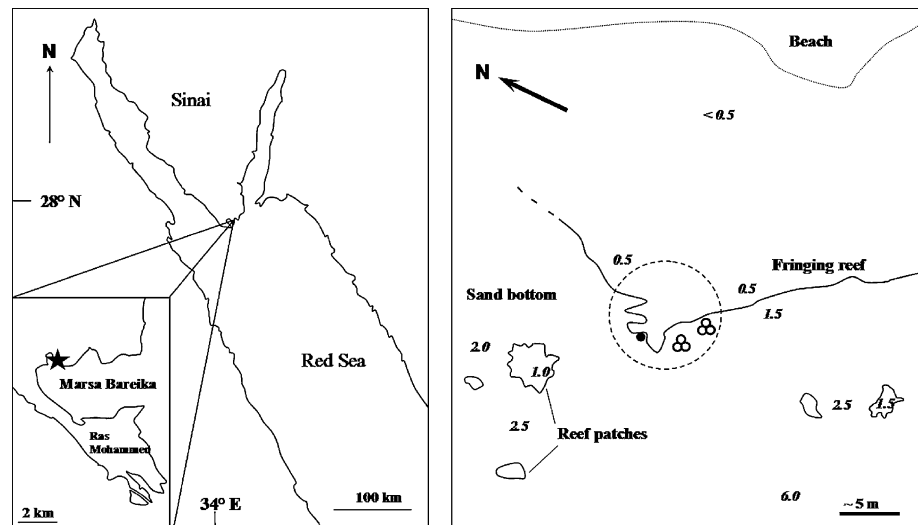 N
Sinai
28° N
Red Sea
Marsa Bareika
Ras
Mohammed
2 km
34° E
100 km
Beach
N
< 0.5
0.5
Fringing reef
0.5
Sand bottom
1.5
2.0
1.0
2.5
1.5
2.5
Reef patches
6.0
~5 m